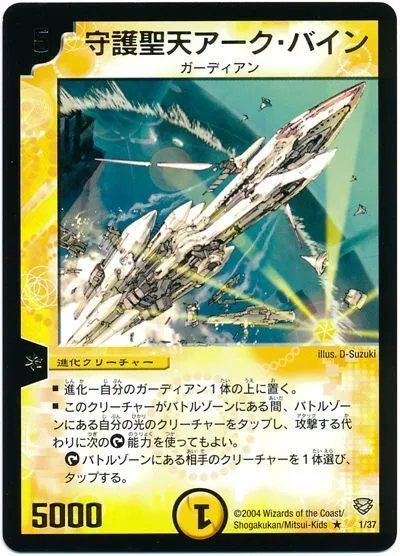 5
守護聖天アーク・バイン
ガーディアン
illus. D-Suzuki
進化クリーチャー
■ 進化ー自分のガーディアン1体の上に置く。
■ このクリーチャーがバトルゾーンにある間、バトルゾー
ンにある自分の光のクリーチャーをタップし、攻撃する代
わりに次の 能力を使ってもよい。
バトルゾーンにある相手のクリーチャーを1体選び、
タップする。
5000
1
©2004 Wizards of the Coast/
Shogakukan/Mitsui-Kids ★ 1/37